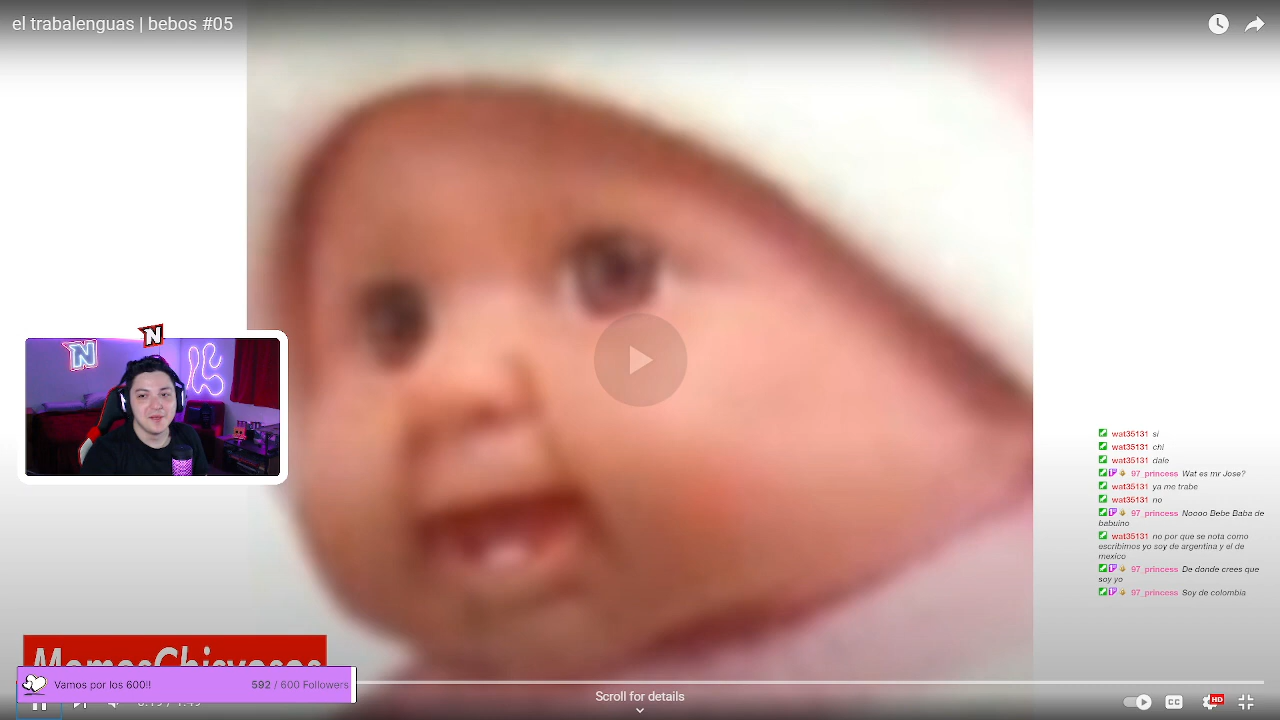 el trabalenguas | bebos #05
N
N
wat35131 si
wat35131 chi
wat35131 dale
97_princess Wat es mr Jose?
wat35131 ya me trabe
wat35131 no
97_princess Noooo Bebe Baba de
babuino
wat35131 no por que se nota como
escribimos yo soy de argentina y el de
mexico
97_princess De donde crees que
soy yo
97_princess Soy de colombia
MomosChistosos
Vamos por los 600!!
592 / 600 Followers
Scroll for details
CC
HD